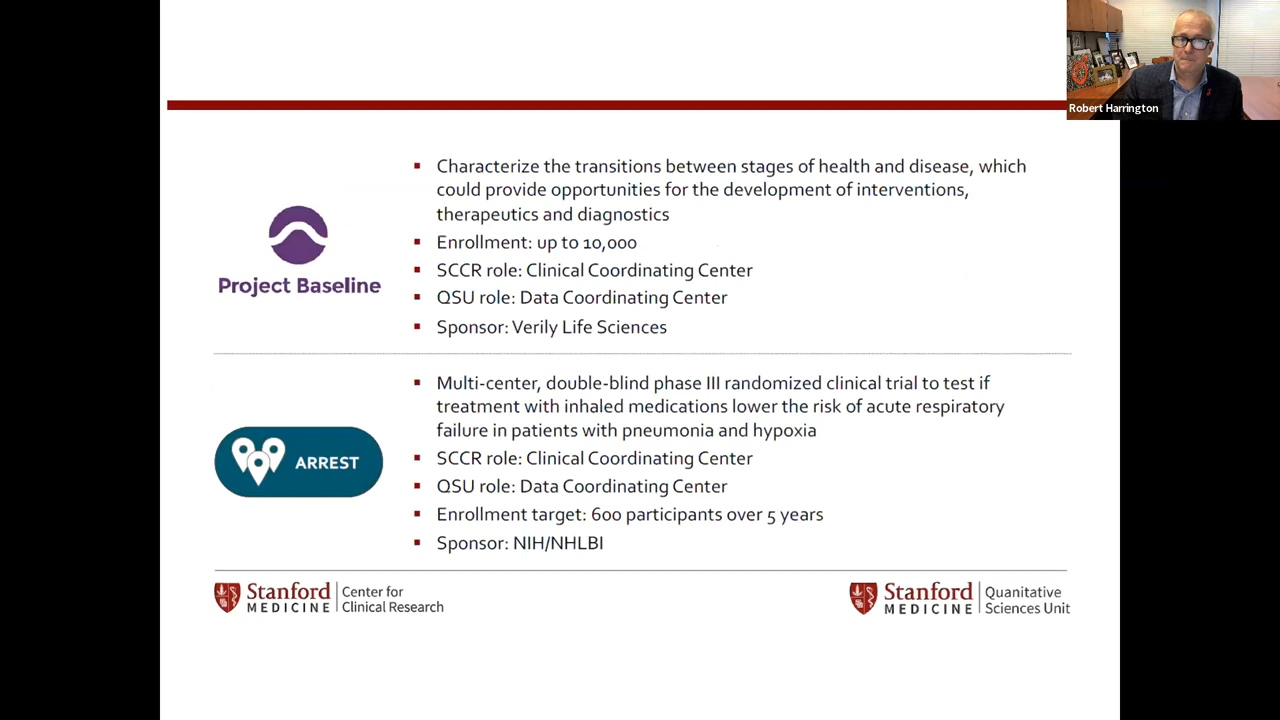 Robert Harrington
▪ Characterize the transitions between stages of health and disease, which
could provide opportunities for the development of interventions,
therapeutics and diagnostics
▪ Enrollment: up to 10,000
▪ SCCR role: Clinical Coordinating Center
▪ QSU role: Data Coordinating Center
▪ Sponsor: Verily Life Sciences
Project Baseline
▪ Multi-center, double-blind phase III randomized clinical trial to test if
treatment with inhaled medications lower the risk of acute respiratory
failure in patients with pneumonia and hypoxia
▪ SCCR role: Clinical Coordinating Center
▪ QSU role: Data Coordinating Center
▪ Enrollment target: 600 participants over 5 years
▪ Sponsor: NIH/NHLBI
ARREST
Stanford
MEDICINE
Center for
Clinical Research
Stanford
MEDICINE
Quanitative
Sciences Unit